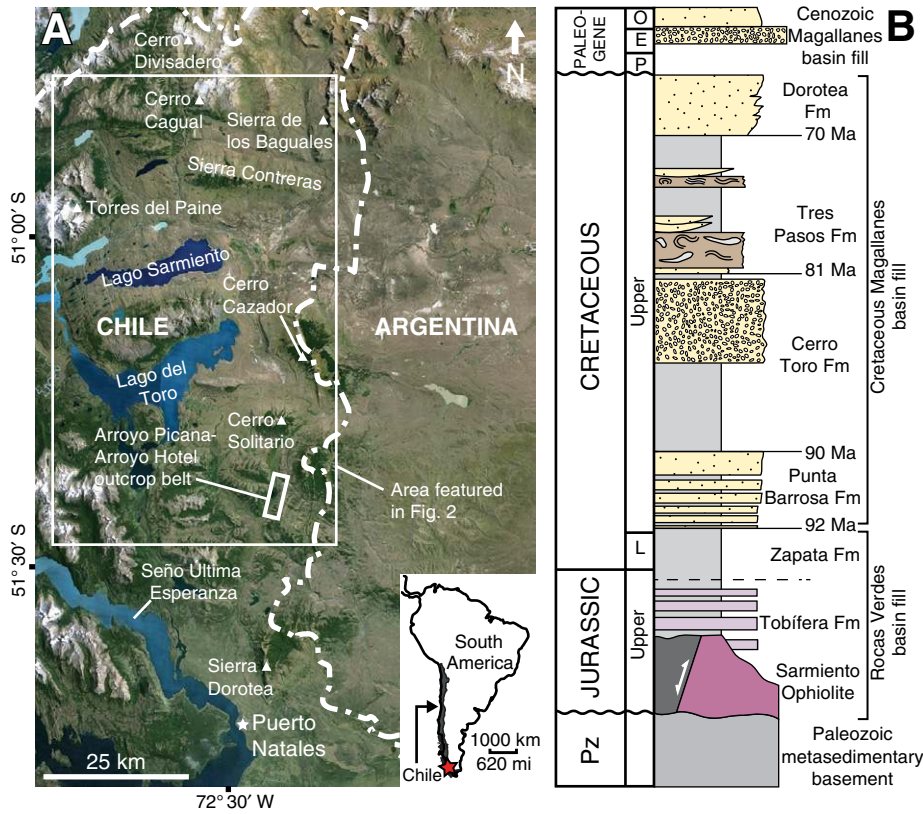 A
Cerro
Divisadero
N
Cerro
Cagual
Sierra de
los Baguales
Sierra Contreras
Torres del Paine
51° 00′ S
Lago Sarmiento
Cerro
Cazador
CHILE
ARGENTINA
Lago del
Toro
Cerro
Solitario
Arroyo Picana-
Arroyo Hotel
outcrop belt
Area featured
in Fig. 2
51° 30′ S
Seño Ultima
Esperanza
South
America
Sierra
Dorotea
Puerto
Natales
1000 km
620 mi
Chile
25 km
72° 30′ W
B
PALEO-
GENE
O
E
P
Cenozoic
Magallanes
basin fill
CRETACEOUS
Upper
L
Dorotea
Fm
70 Ma
Tres
Pasos Fm
81 Ma
Cerro
Toro Fm
90 Ma
Punta
Barrosa Fm
92 Ma
Cretaceous Magallanes
basin fill
Zapata Fm
JURASSIC
Upper
Tobífera Fm
Sarmiento
Ophiolite
Rocas Verdes
basin fill
Pz
Paleozoic
metasedimentary
basement